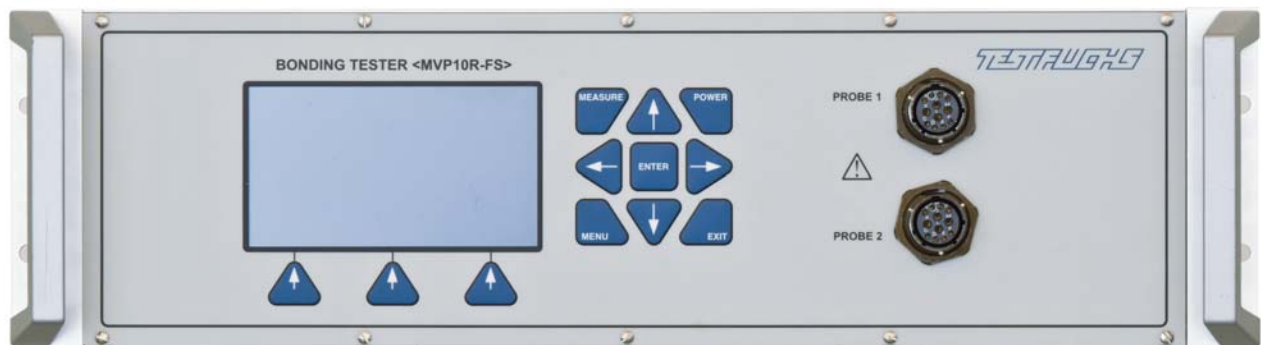 BONDING TESTER <MVP10R-FS>
TESTFUCHS
MEASURE
POWER
PROBE 1
ENTER
MENU
EXIT
PROBE 2